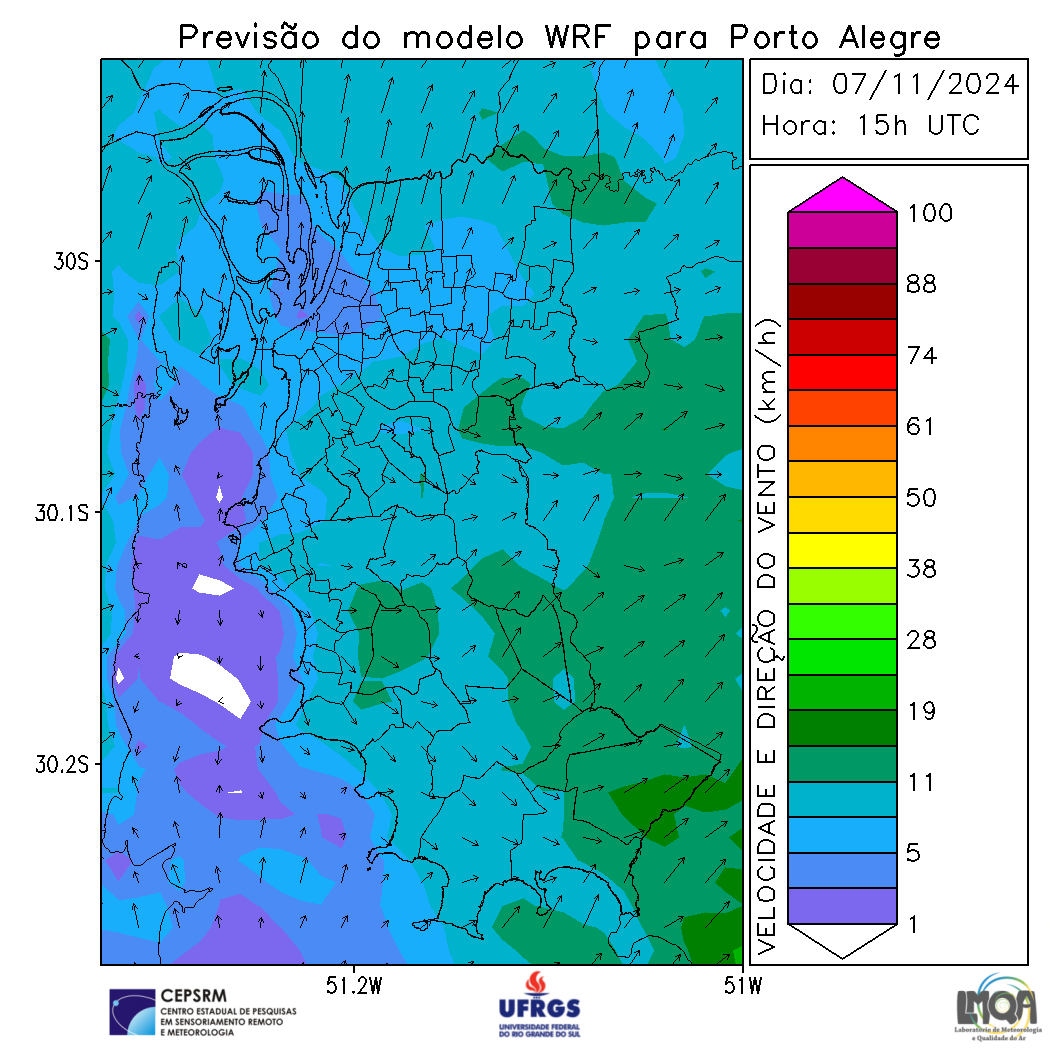 Previsão do modelo WRF para Porto Alegre
Dia: 07/11/2024
Hora: 15h UTC
30S
30.1S
30.2S
51.2W
51W
VELOCIDADE E DIREÇÃO DO VENTO (km/h)
100
88
74
61
50
38
28
19
11
5
1
CEPSRM
CENTRO ESTADUAL DE PESQUISAS
EM SENSORIAMENTO REMOTO
E METEOROLOGIA
UFRGS
UNIVERSIDADE FEDERAL
DO RIO GRANDE DO SUL
LMQA
Laboratório de Meteorologia
e Qualidade do Ar